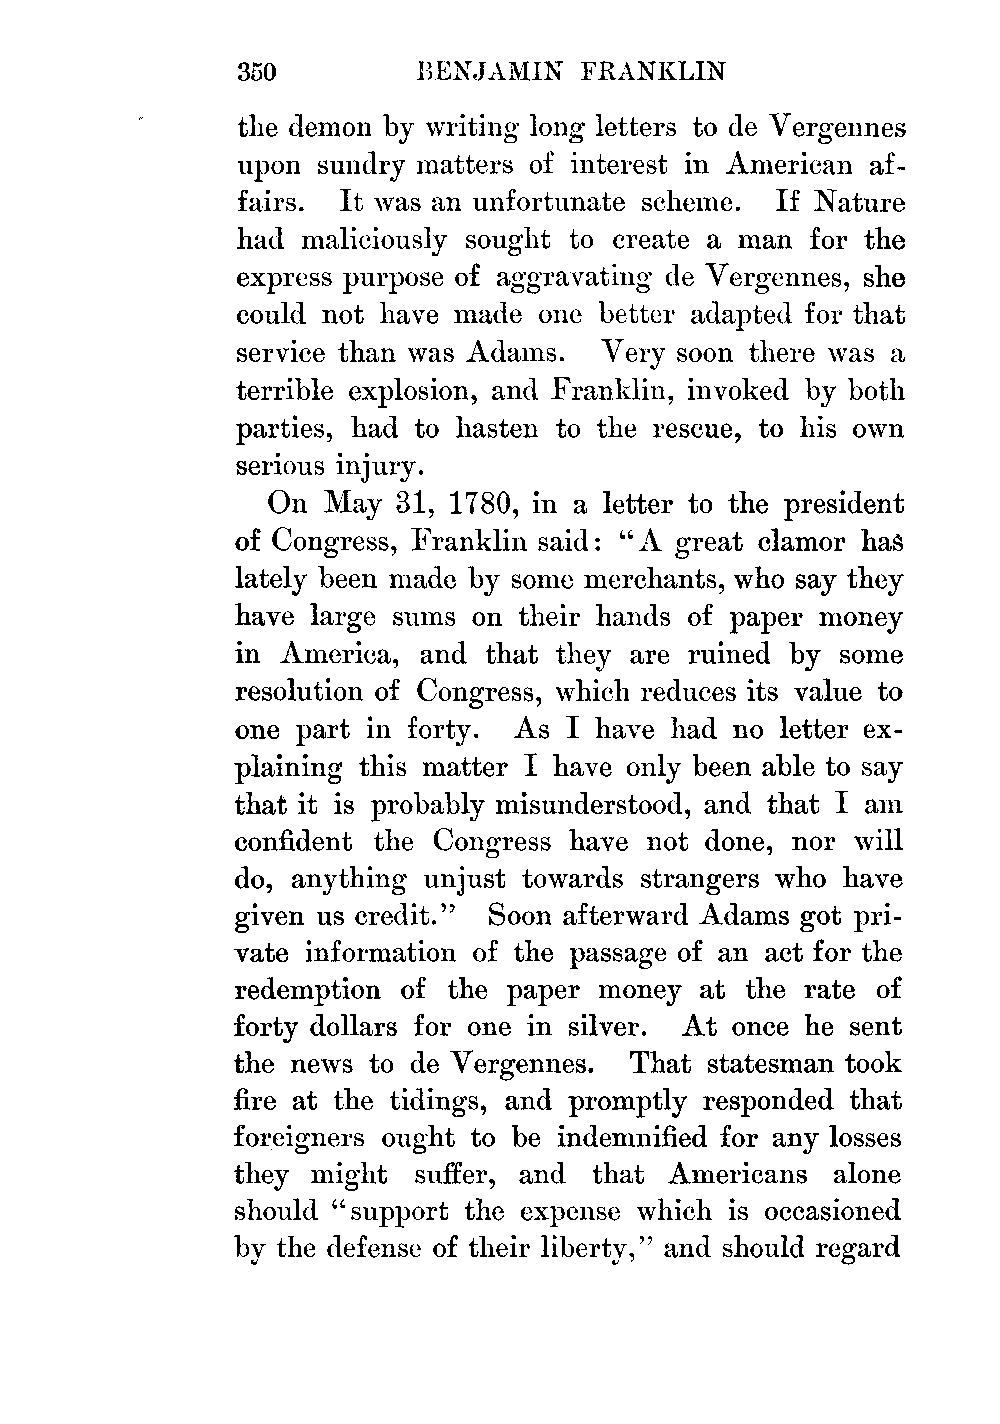 350 BENJAMIN FRANKLIN
the demon by writing long letters to de Vergennes
upon sundry matters of interest in American af-
fairs. It was an unfortunate scheme. If Nature
had maliciously sought to create a man for the
express purpose of aggravating de Vergennes, she
could not have made one better adapted for that
service than was Adams. Very soon there was a
terrible explosion, and Franklin, invoked by both
parties, had to hasten to the rescue, to his own
serious injury.
On May 31, 1780, in a letter to the president
of Congress, Franklin said: “A great clamor has
lately been made by some merchants, who say they
have large sums on their hands of paper money
in America, and that they are ruined by some
resolution of Congress, which reduces its value to
one part in forty. As I have had no letter ex-
plaining this matter I have only been able to say
that it is probably misunderstood, and that I am
confident the Congress have not done, nor will
do, anything unjust towards strangers who have
given us credit.” Soon afterward Adams got pri-
vate information of the passage of an act for the
redemption of the paper money at the rate of
forty dollars for one in silver. At once he sent
the news to de Vergennes. That statesman took
fire at the tidings, and promptly responded that
foreigners ought to be indemnified for any losses
they might suffer, and that Americans alone
should “support the expense which is occasioned
by the defense of their liberty,” and should regard